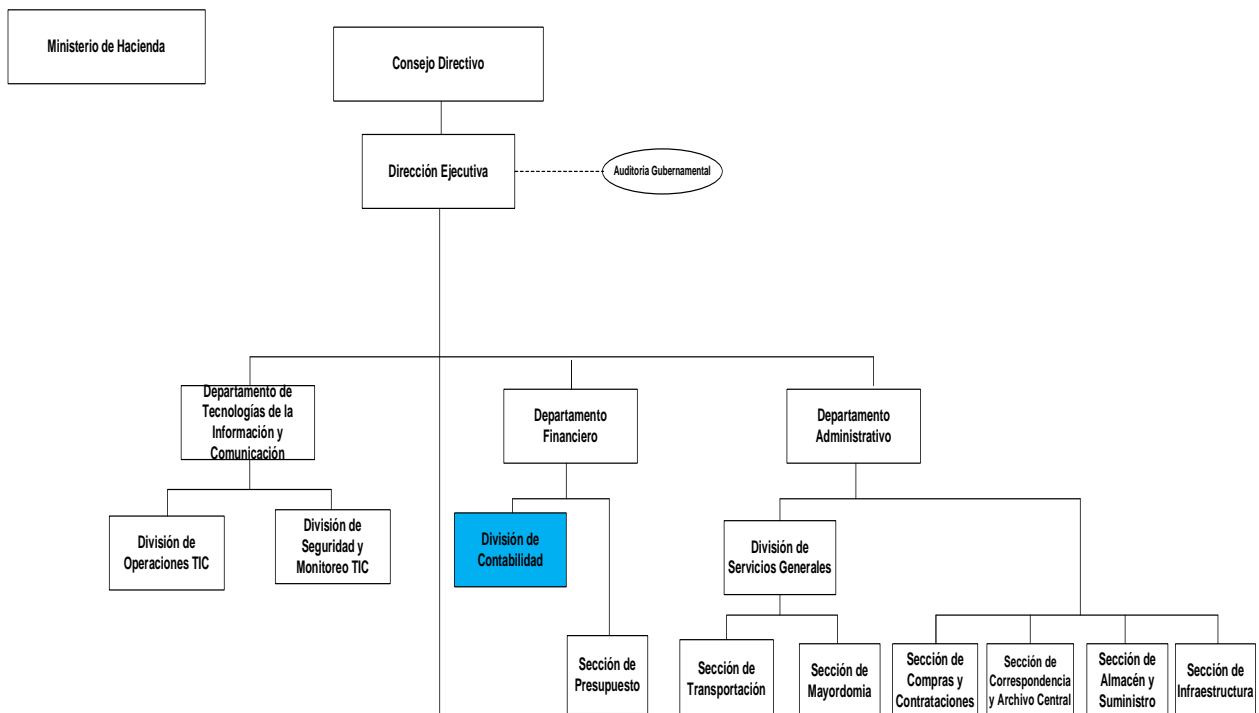 Ministerio de Hacienda
Consejo Directivo
Dirección Ejecutiva
Auditoria Gubernamental
Departamento de
Tecnologías de la
Información y
Comunicación
Departamento
Financiero
Departamento
Administrativo
División de
Operaciones TIC
División de
Seguridad y
Monitoreo TIC
División de
Contabilidad
División de
Servicios Generales
Sección de
Presupuesto
Sección de
Transportación
Sección de
Mayordomia
Sección de
Compras y
Contrataciones
Sección de
Correspondencia
y Archivo Central
Sección de
Almacén y
Suministro
Sección de
Infraestructura